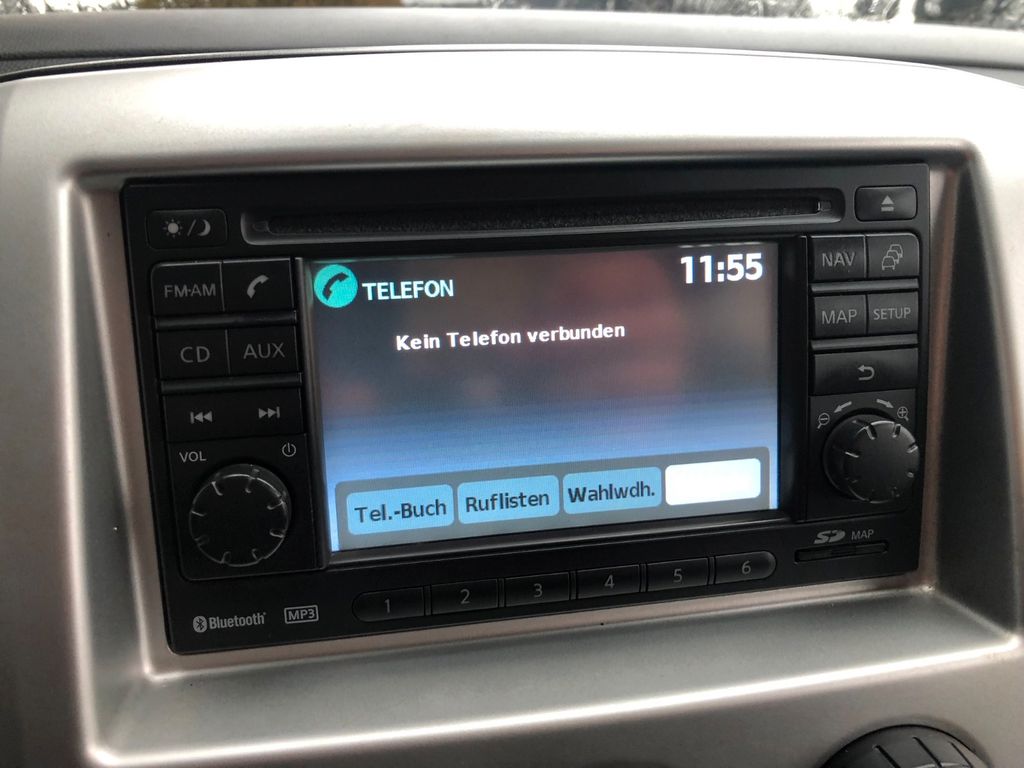 FM·AM
CD
AUX
VOL
TELEFON
11:55
Kein Telefon verbunden
Tel.-Buch
Ruflisten
Wahlwdh.
NAV
MAP
SETUP
SD MAP
1 2 3 4 5 6
Bluetooth®
MP3